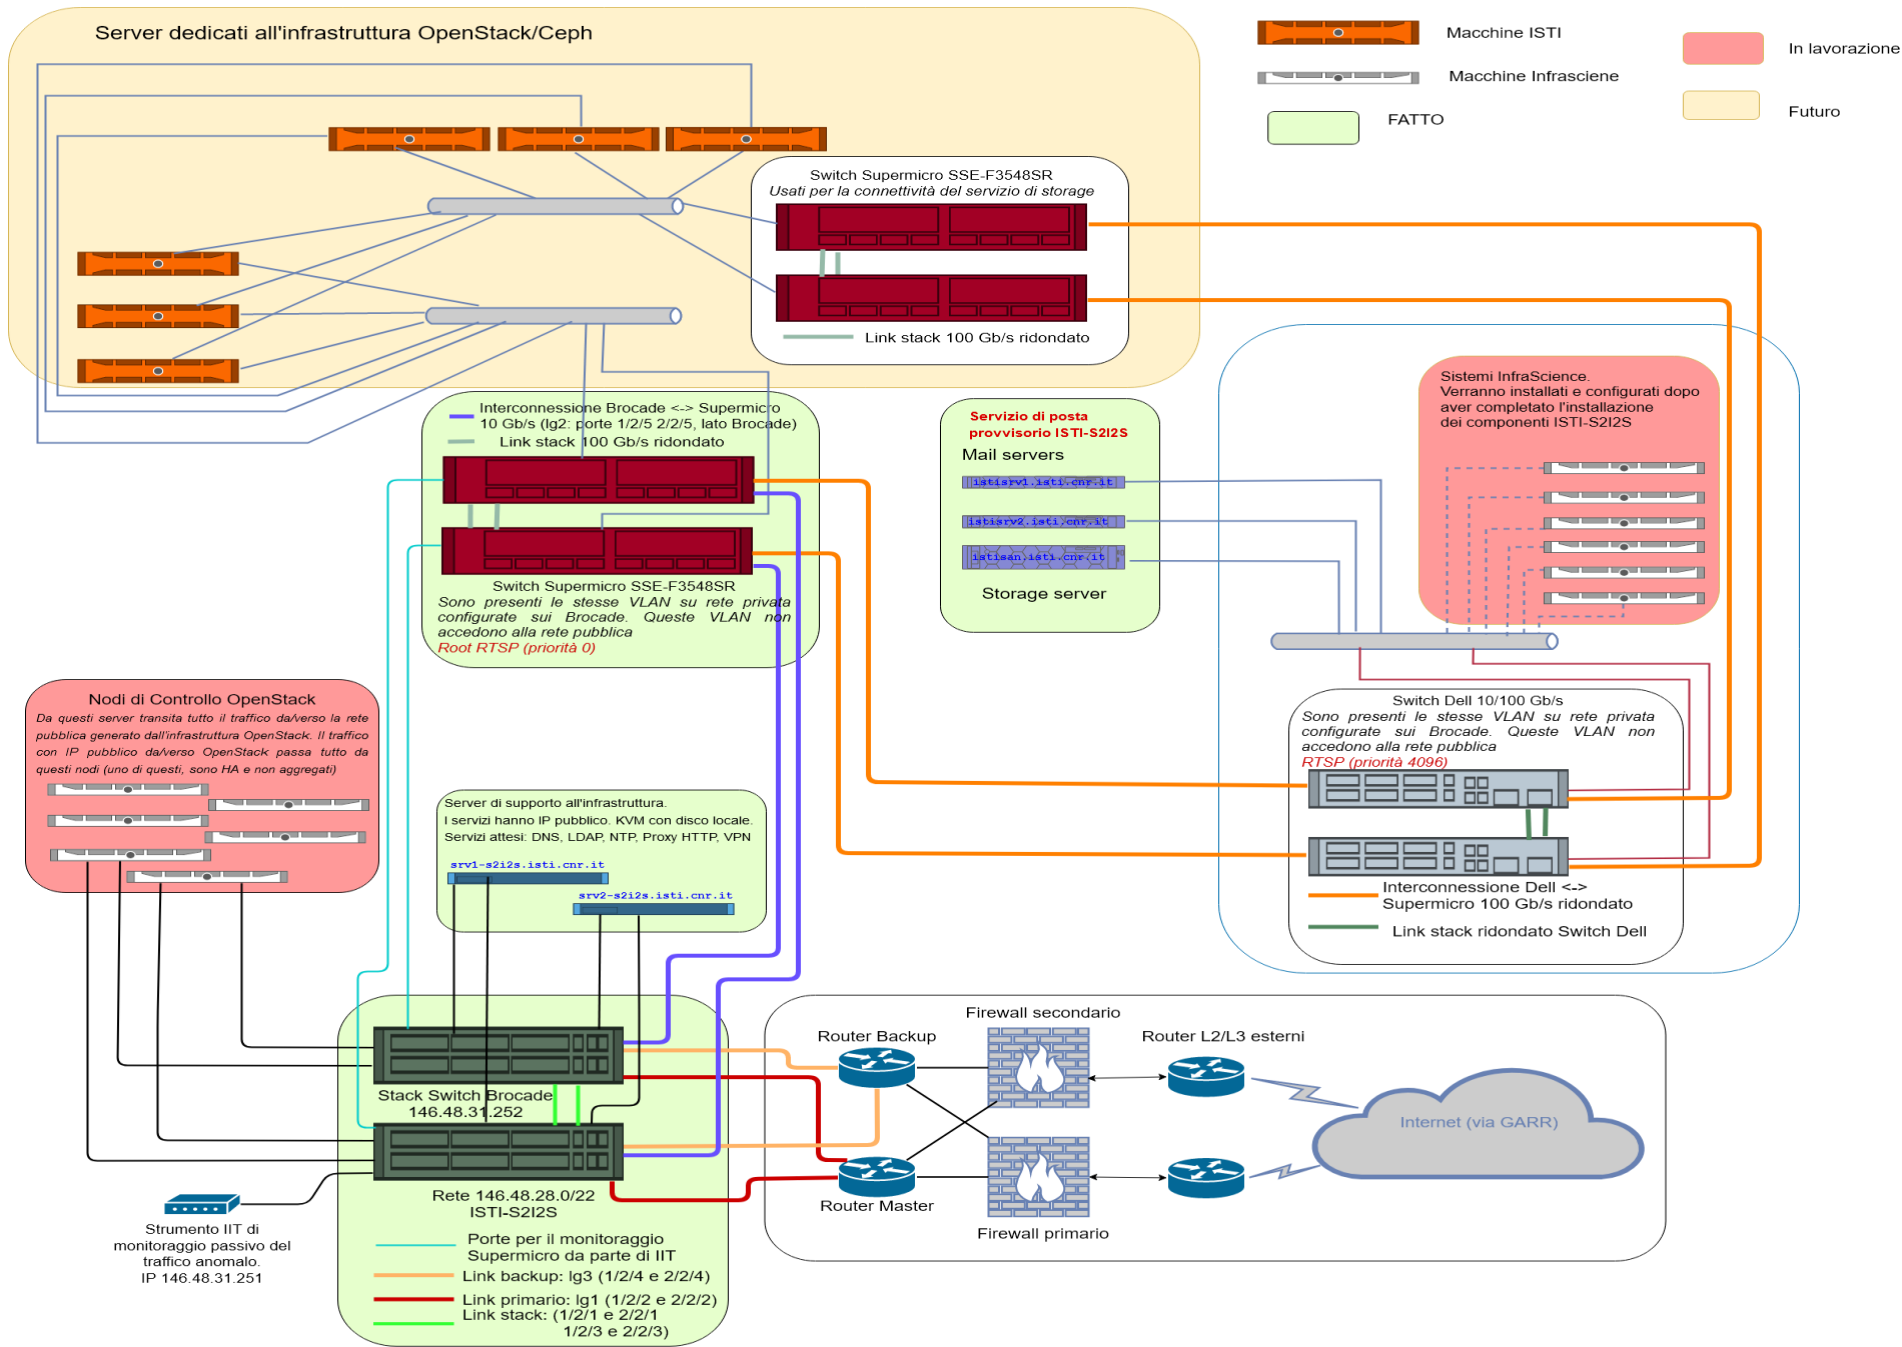 Server dedicati all'infrastruttura OpenStack/Ceph
Macchine ISTI
Macchine Infrasciene
FATTO
In lavorazione
Futuro
Switch Supermicro SSE-F3548SR
Usati per la connettività del servizio di storage
Link stack 100 Gb/s ridondato
Interconnessione Brocade <-> Supermicro
10 Gb/s (lg2: porte 1/2/5 2/2/5, lato Brocade)
Link stack 100 Gb/s ridondato
Switch Supermicro SSE-F3548SR
Sono presenti le stesse VLAN su rete privata
configurate sui Brocade. Queste VLAN non
accedono alla rete pubblica
Root RTSP (priorità 0)
Servizio di posta
provvisorio ISTI-S2I2S
Mail servers
istisrv1.isti.cnr.it
istisrv2.isti.cnr.it
istisan.isti.cnr.it
Storage server
Sistemi InfraScience.
Verranno installati e configurati dopo
aver completato l'installazione
dei componenti ISTI-S2I2S
Switch Dell 10/100 Gb/s
Sono presenti le stesse VLAN su rete privata
configurate sui Brocade. Queste VLAN non
accedono alla rete pubblica
RTSP (priorità 4096)
Interconnessione Dell <->
Supermicro 100 Gb/s ridondato
Link stack ridondato Switch Dell
Nodi di Controllo OpenStack
Da questi server transita tutto il traffico da/verso la rete
pubblica generato dall'infrastruttura OpenStack. Il traffico
con IP pubblico da/verso OpenStack passa tutto da
questi nodi (uno di questi, sono HA e non aggregati)
Server di supporto all'infrastruttura.
I servizi hanno IP pubblico. KVM con disco locale.
Servizi attesi: DNS, LDAP, NTP, Proxy HTTP, VPN
srv1-s2i2s.isti.cnr.it
srv2-s2i2s.isti.cnr.it
Stack Switch Brocade
146.48.31.252
Rete 146.48.28.0/22
ISTI-S2I2S
Porte per il monitoraggio
Supermicro da parte di IIT
Link backup: lg3 (1/2/4 e 2/2/4)
Link primario: lg1 (1/2/2 e 2/2/2)
Link stack: (1/2/1 e 2/2/1
1/2/3 e 2/2/3)
Strumento IIT di
monitoraggio passivo del
traffico anomalo.
IP 146.48.31.251
Router Backup
Firewall secondario
Router L2/L3 esterni
Internet (via GARR)
Router Master
Firewall primario